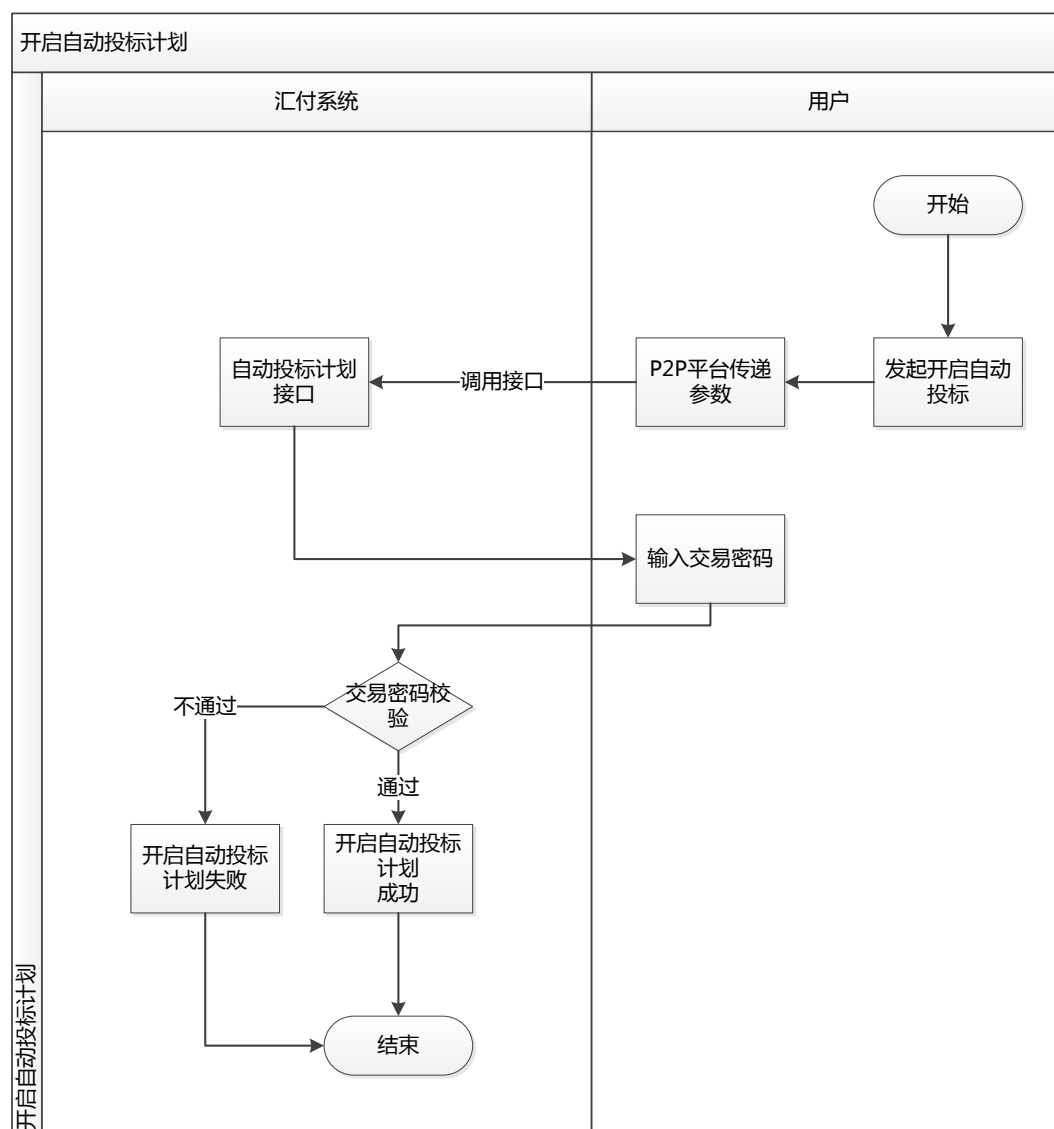 开启自动投标计划
汇付系统
用户
开始
自动投标计划
接口
调用接口
P2P平台传递
参数
发起开启自动
投标
输入交易密码
交易密码校
验
不通过
通过
开启自动投标
计划失败
开启自动投标
计划
成功
结束
开启自动投标计划